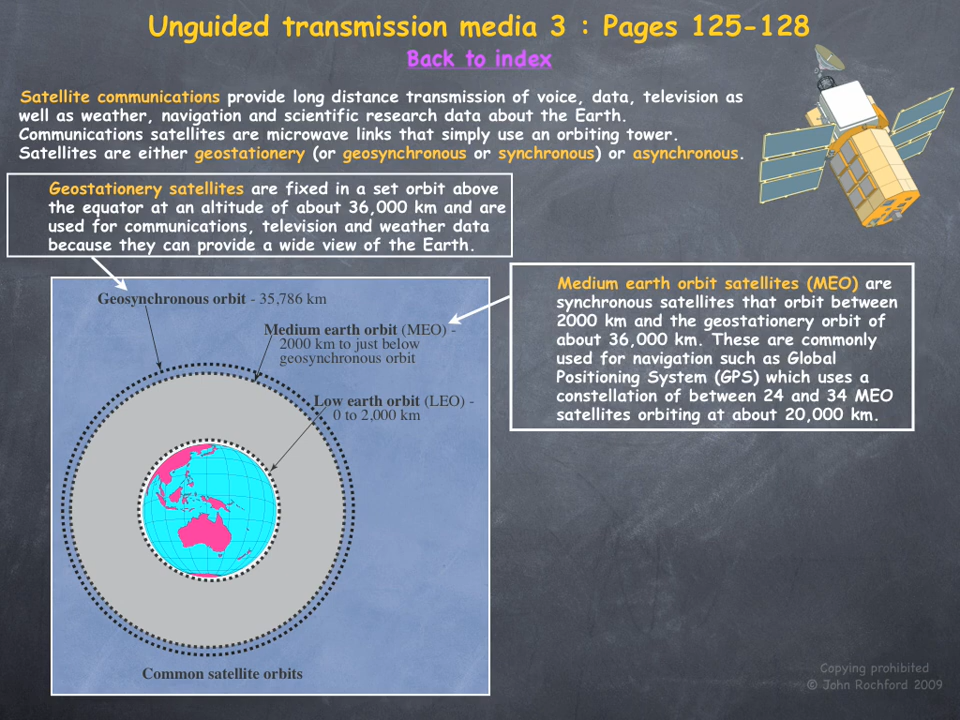 Unguided transmission media 3 : Pages 125-128
Back to index
Satellite communications provide long distance transmission of voice, data, television as
well as weather, navigation and scientific research data about the Earth.
Communications satellites are microwave links that simply use an orbiting tower.
Satellites are either geostationery (or geosynchronous or synchronous) or asynchronous.
Geostationery satellites are fixed in a set orbit above
the equator at an altitude of about 36,000 km and are
used for communications, television and weather data
because they can provide a wide view of the Earth.
Medium earth orbit satellites (MEO) are
synchronous satellites that orbit between
2000 km and the geostationery orbit of
about 36,000 km. These are commonly
used for navigation such as Global
Positioning System (GPS) which uses a
constellation of between 24 and 34 MEO
satellites orbiting at about 20,000 km.
Geosynchronous orbit - 35,786 km
Medium earth orbit (MEO) -
2000 km to just below
geosynchronous orbit
Low earth orbit (LEO) -
0 to 2,000 km
Common satellite orbits
Copying prohibited
© John Rochford 2009